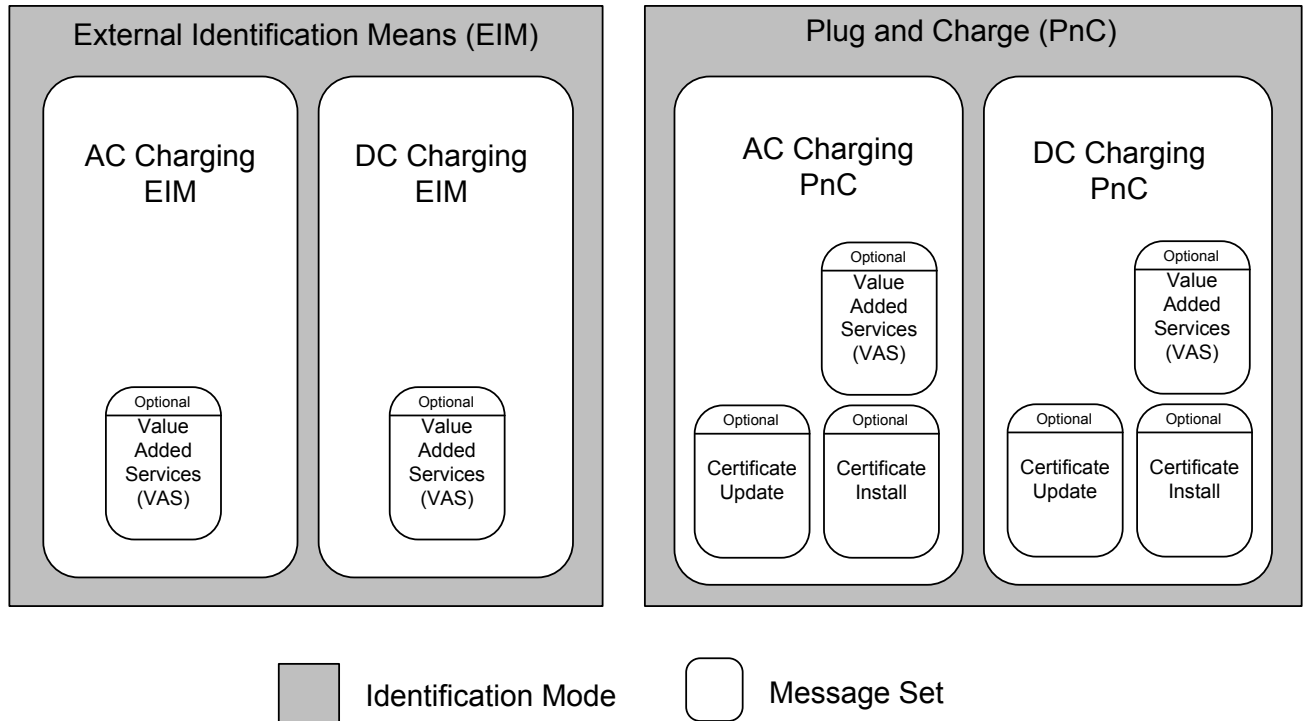 External Identification Means (EIM)
AC Charging
EIM
Optional
Value
Added
Services
(VAS)
DC Charging
EIM
Optional
Value
Added
Services
(VAS)
Plug and Charge (PnC)
AC Charging
PnC
Optional
Value
Added
Services
(VAS)
Optional
Certificate
Update
Optional
Certificate
Install
DC Charging
PnC
Optional
Value
Added
Services
(VAS)
Optional
Certificate
Update
Optional
Certificate
Install
Identification Mode
Message Set